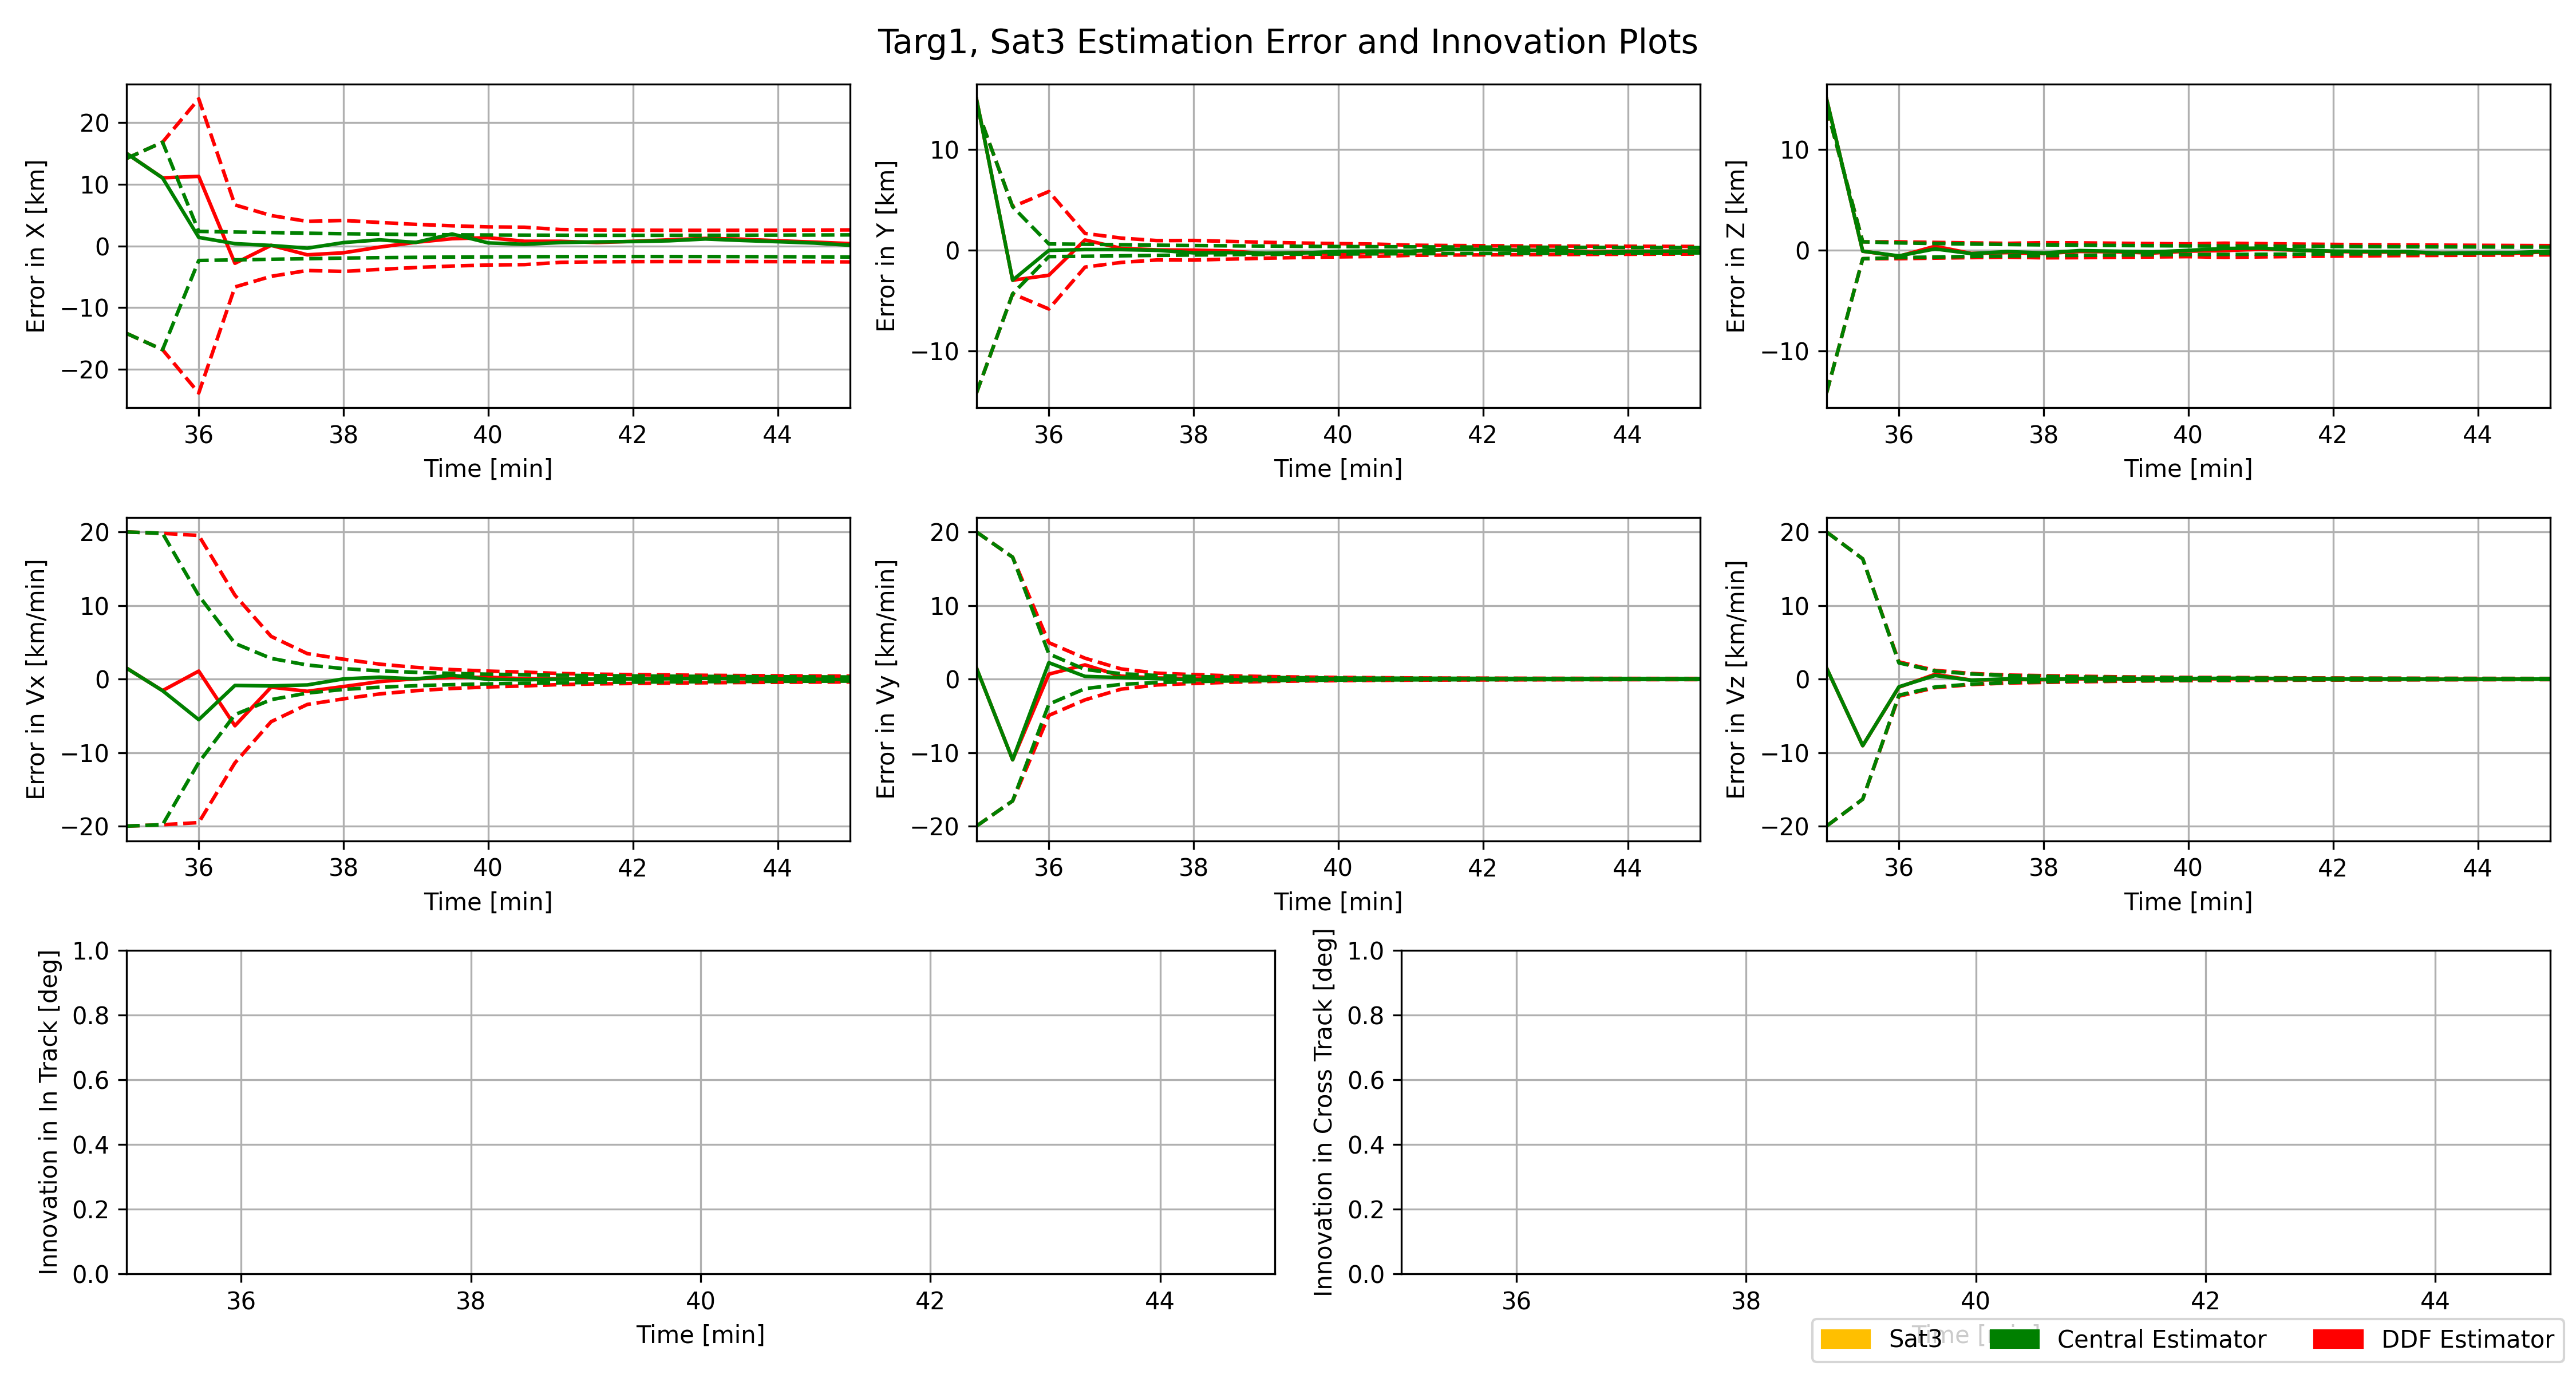 Targ1, Sat3 Estimation Error and Innovation Plots
Error in X [km]
20
10
0
−10
−20
36 38 40 42 44
Time [min]
Error in Y [km]
10
0
−10
36 38 40 42 44
Time [min]
Error in Z [km]
10
0
−10
36 38 40 42 44
Time [min]
Error in Vx [km/min]
20
10
0
−10
−20
36 38 40 42 44
Time [min]
Error in Vy [km/min]
20
10
0
−10
−20
36 38 40 42 44
Time [min]
Error in Vz [km/min]
20
10
0
−10
−20
36 38 40 42 44
Time [min]
Innovation in In Track [deg]
1.0
0.8
0.6
0.4
0.2
0.0
36 38 40 42 44
Time [min]
Innovation in Cross Track [deg]
1.0
0.8
0.6
0.4
0.2
0.0
36 38 40 42 44
Time [
Sat3 Central Estimator DDF Estimator